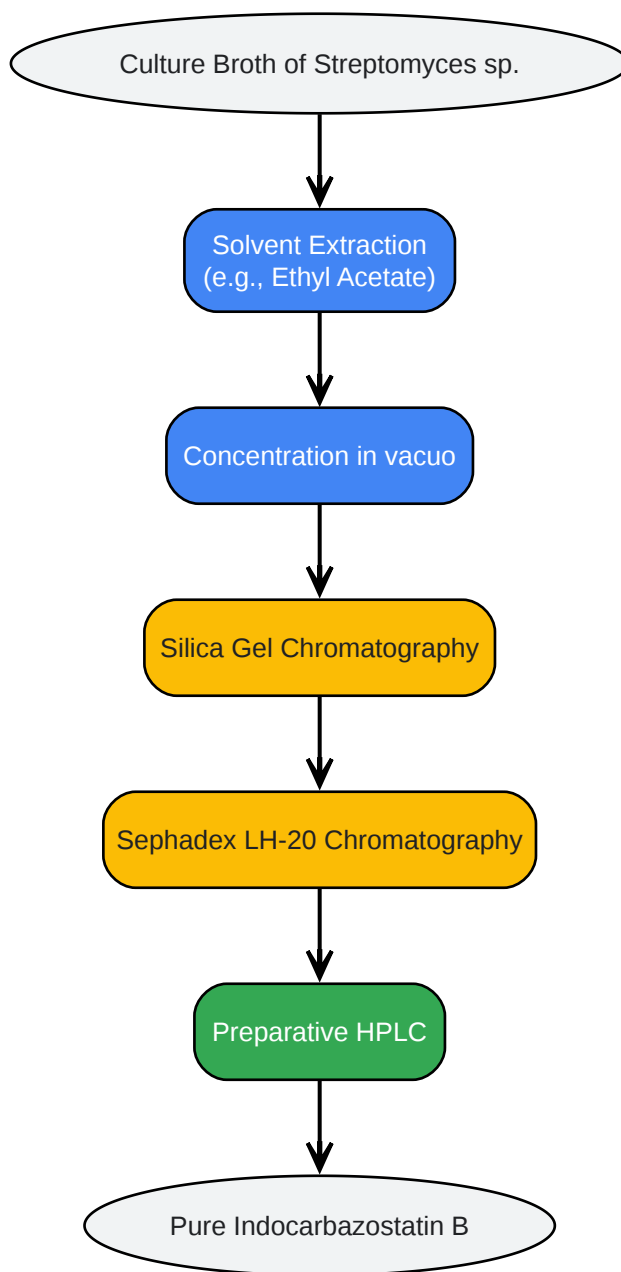 Culture Broth of Streptomyces sp.
Solvent Extraction
(e.g., Ethyl Acetate)
Concentration in vacuo
Silica Gel Chromatography
Sephadex LH-20 Chromatography
Preparative HPLC
Pure Indocarbazostatin B